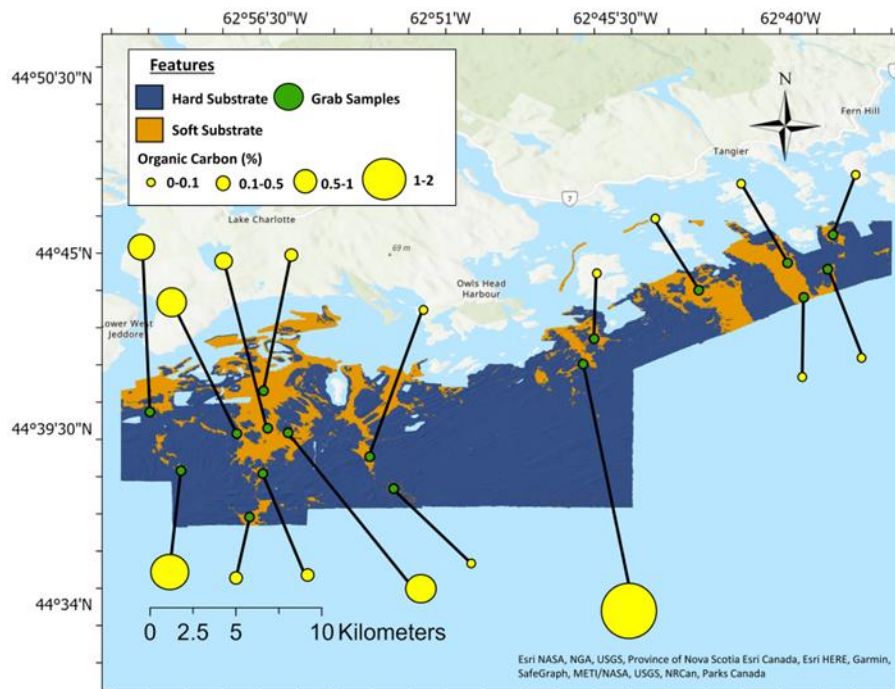 62°56'30"W 62°51'W 62°45'30"W 62°40'W
44°50'30"N
Features
Hard Substrate Grab Samples
Soft Substrate
Organic Carbon (%)
0-0.1 0.1-0.5 0.5-1 1-2
N
Fern Hill
Tangier
7
Lake Charlotte
69 m
44°45'N
Owls Head
Harbour
Lower West
Jeddore
44°39'30"N
44°34'N
0 2.5 5 10 Kilometers
Esri NASA, NGA, USGS, Province of Nova Scotia Esri Canada, Esri HERE, Garmin,
SafeGraph, METI/NASA, USGS, NRCan, Parks Canada